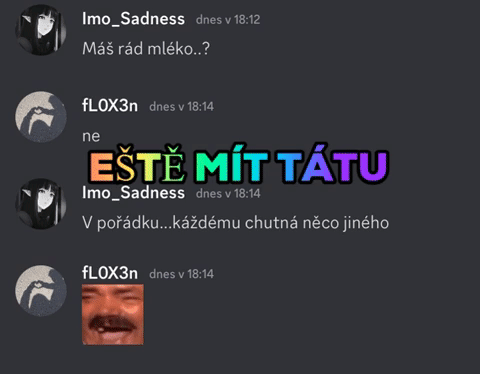 Imo_Sadness dnes v 18:12
Máš rád mléko..?
fL0X3n dnes v 18:14
ne
EŠTĚ MÍT TÁTU
Imo_Sadness dnes v 18:14
V pořádku...káždému chutná něco jiného
fL0X3n dnes v 18:14